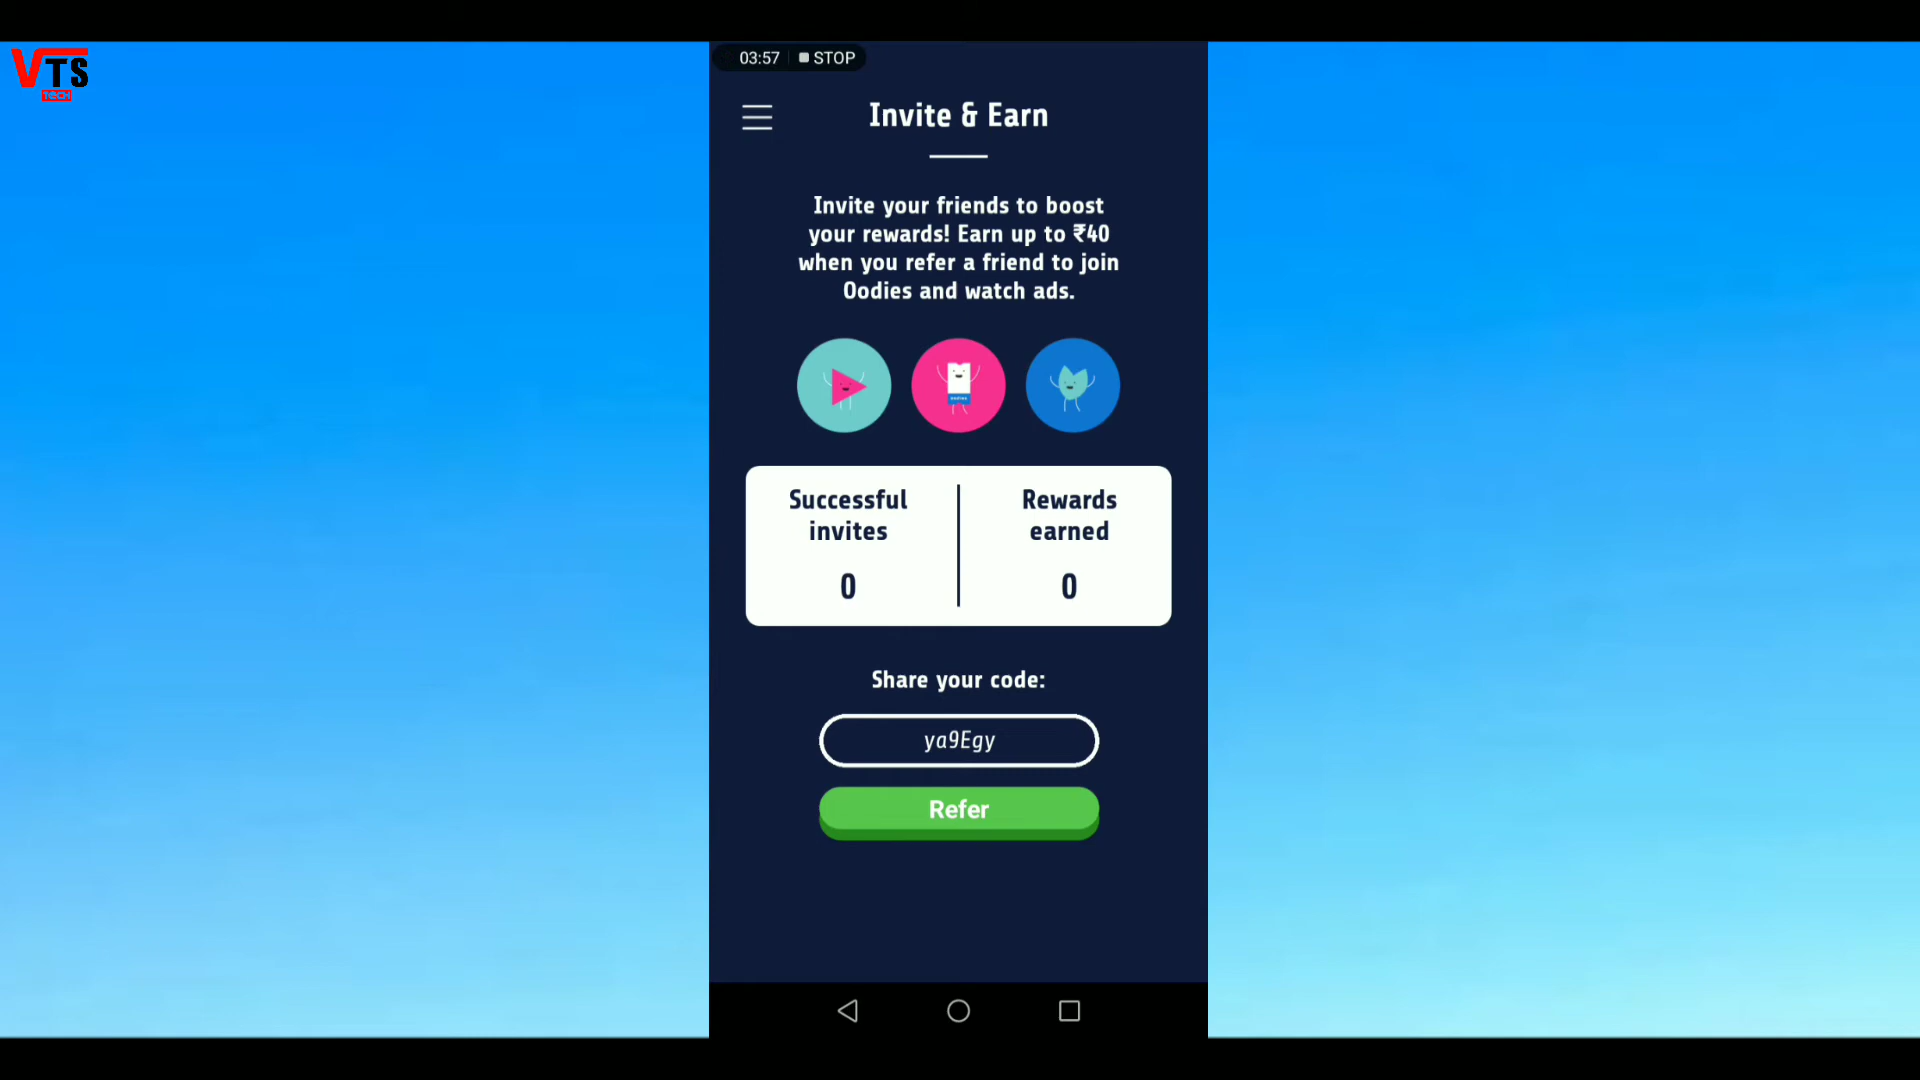 VTS
TECH
03:57 STOP
Invite & Earn
Invite your friends to boost
your rewards! Earn up to ₹40
when you refer a friend to join
Oodies and watch ads.
oodies
Successful
invites
0
Rewards
earned
0
Share your code:
ya9Egy
Refer